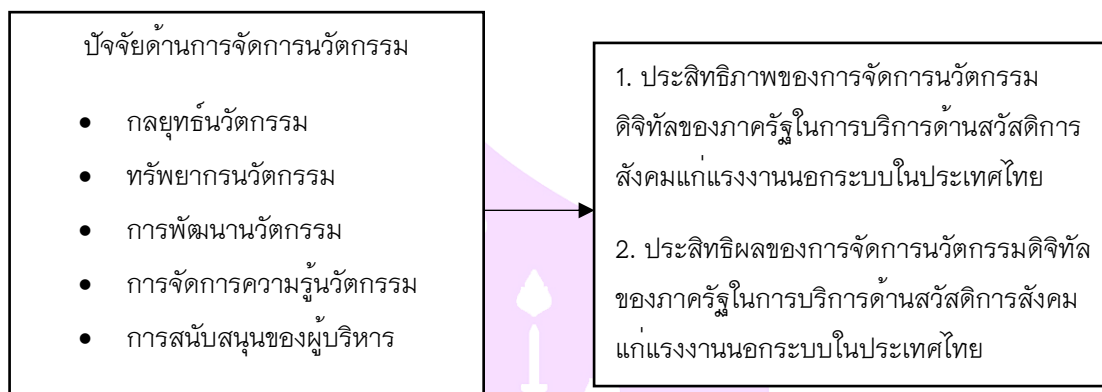 ปัจจัยด้านการจัดการนวัตกรรม
● กลยุทธ์นวัตกรรม
● ทรัพยากรนวัตกรรม
● การพัฒนานวัตกรรม
● การจัดการความรู้นวัตกรรม
● การสนับสนุนของผู้บริหาร
1. ประสิทธิภาพของการจัดการนวัตกรรม
ดิจิทัลของภาครัฐในการบริการด้านสวัสดิการ
สังคมแก่แรงงานนอกระบบในประเทศไทย
2. ประสิทธิผลของการจัดการนวัตกรรมดิจิทัล
ของภาครัฐในการบริการด้านสวัสดิการสังคม
แก่แรงงานนอกระบบในประเทศไทย